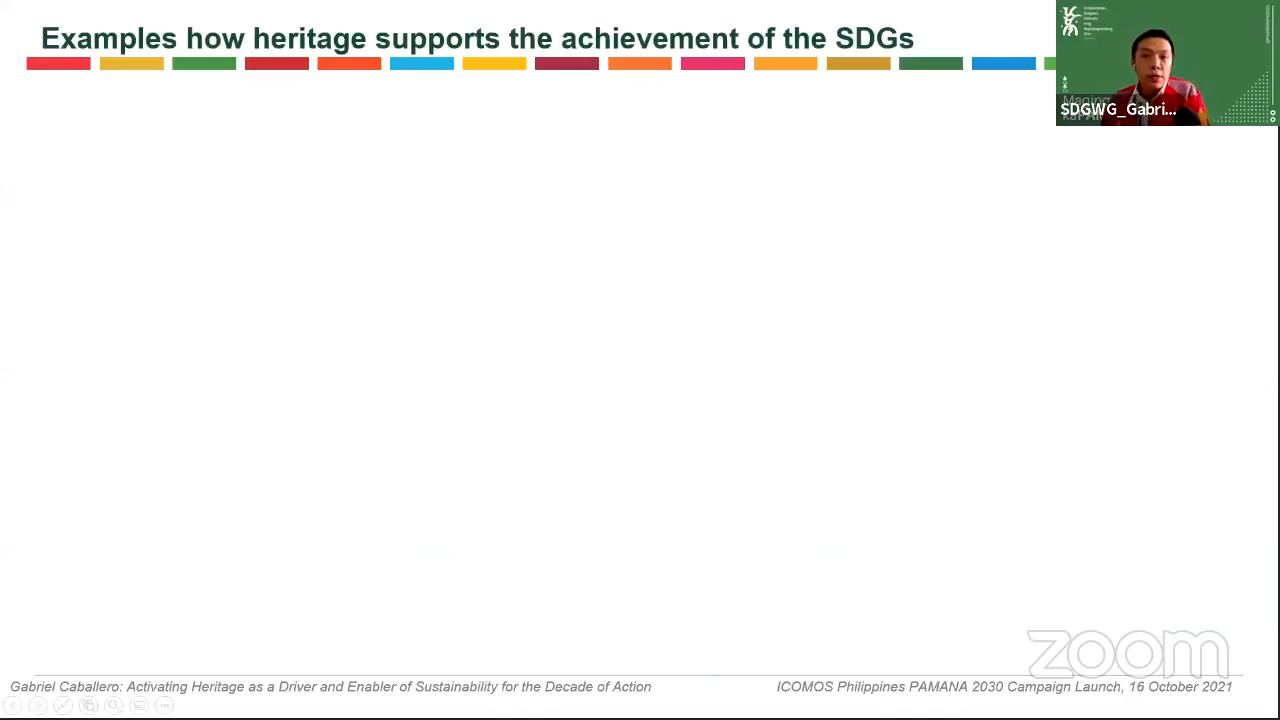 Examples how heritage supports the achievement of the SDGs
SDGWG_Gabri...
zoom
Gabriel Caballero: Activating Heritage as a Driver and Enabler of Sustainability for the Decade of Action
ICOMOS Philippines PAMANA 2030 Campaign Launch, 16 October 2021